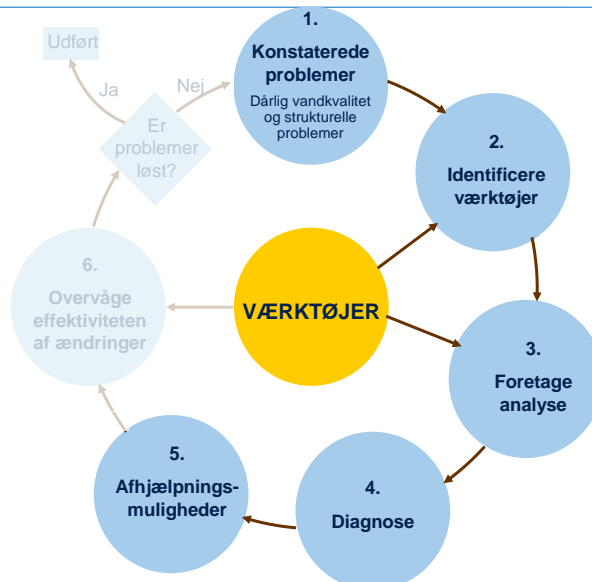 1.
Konstaterede
problemer
Dårlig vandkvalitet
og strukturelle
problemer
2.
Identificere
værktøjer
3.
Foretage
analyse
4.
Diagnose
5.
Afhjælpnings-
muligheder
6.
Overvåge
effektiviteten
af ændringer
Er
problemer
løst?
Ja
Nej
Udført
VÆRKTØJER